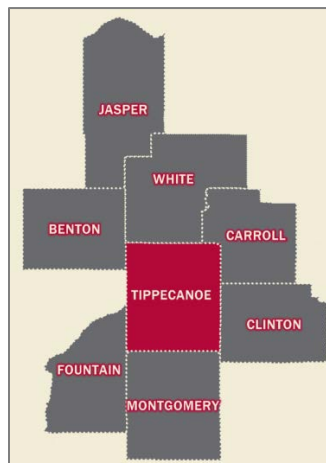 JASPER
WHITE
BENTON
CARROLL
TIPPECANOE
CLINTON
FOUNTAIN
MONTGOMERY